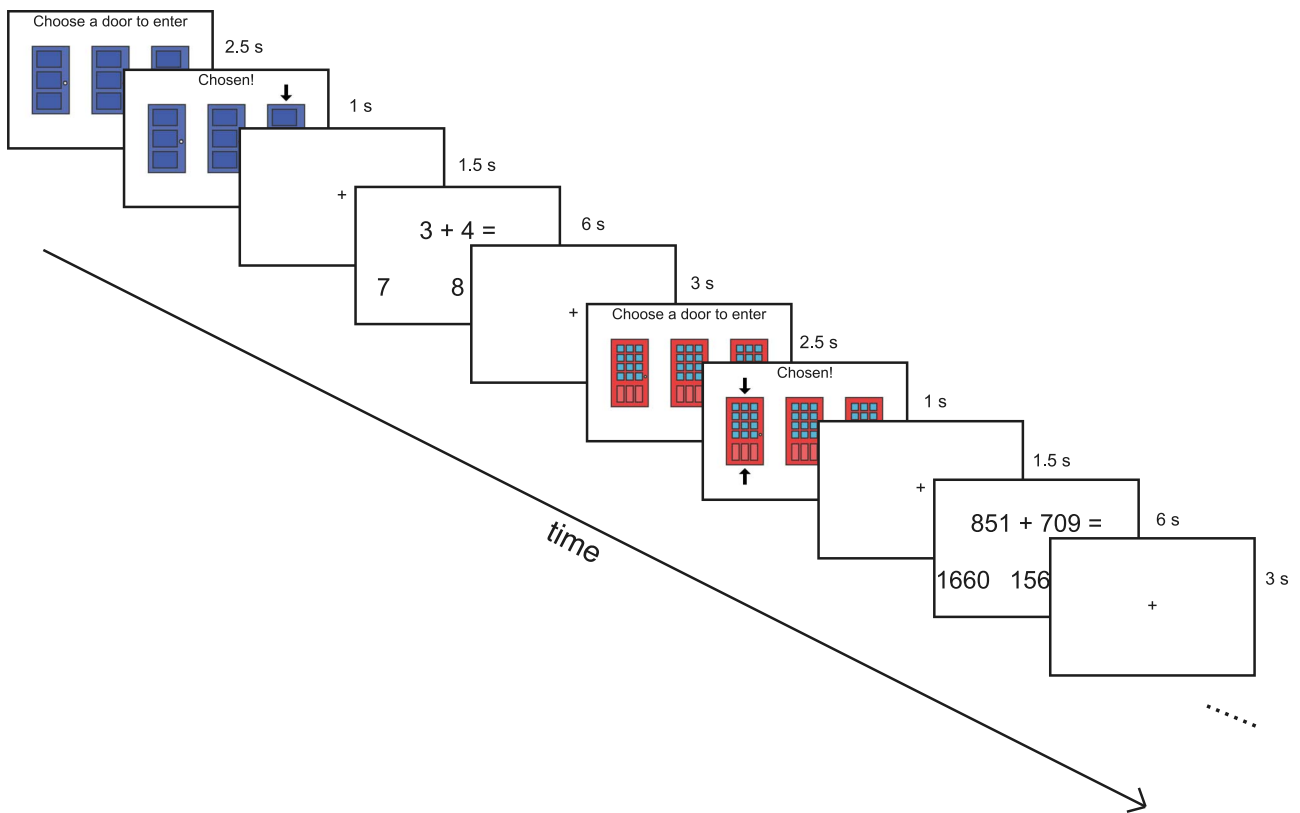 Choose a door to enter
2.5 s
Chosen!
1 s
+
1.5 s
3 + 4 =
7 8
6 s
+
3 s
Choose a door to enter
2.5 s
Chosen!
1 s
+
1.5 s
851 + 709 =
1660 156
6 s
+
3 s
time